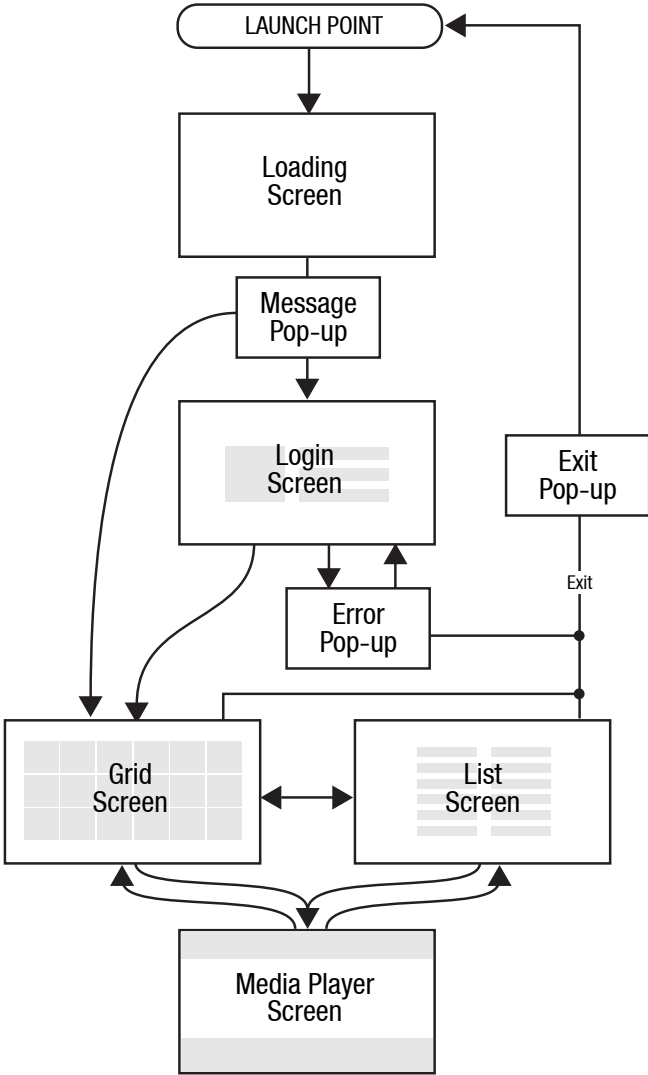 LAUNCH POINT
Loading
Screen
Message
Pop-up
Login
Screen
Exit
Pop-up
Exit
Error
Pop-up
Grid
Screen
List
Screen
Media Player
Screen